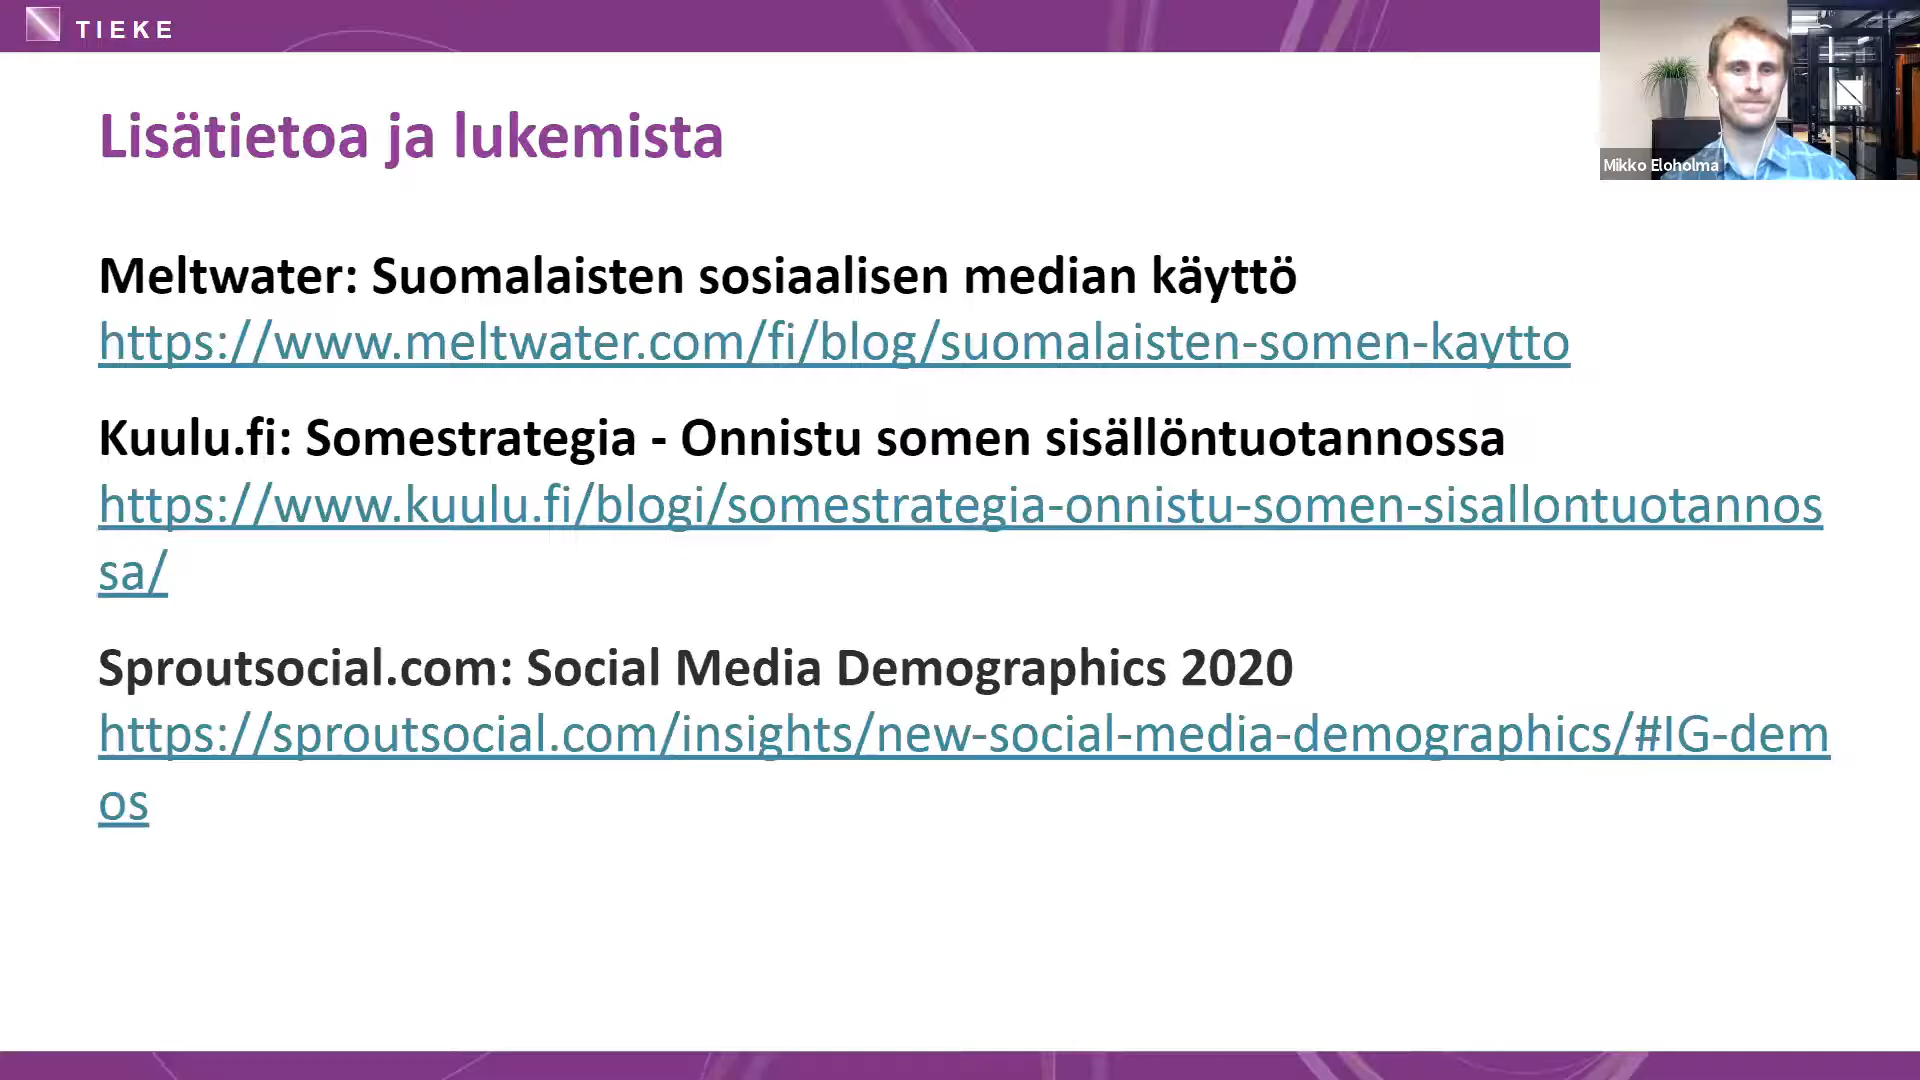 TIEKE
Mikko Eloholma
Lisätietoa ja lukemista
Meltwater: Suomalaisten sosiaalisen median käyttö
https://www.meltwater.com/fi/blog/suomalaisten-somen-kaytto
Kuulu.fi: Somestrategia - Onnistu somen sisällöntuotannossa
https://www.kuulu.fi/blogi/somestrategia-onnistu-somen-sisallontuotannos
sa/
Sproutsocial.com: Social Media Demographics 2020
https://sproutsocial.com/insights/new-social-media-demographics/#IG-dem
os